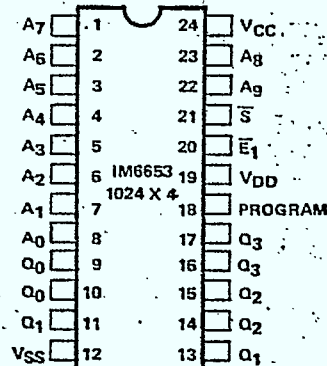 A7 1 24 VCC
A6 2 23 A8
A5 3 22 A9
A4 4 21 S̅
A3 5 20 E̅1
A2 6 IM6653 19 VDD
A1 7 1024 X 4 18 PROGRAM
A0 8 17 Q3
Q0 9 16 Q3
Q0 10 15 Q2
Q1 11 14 Q2
VSS 12 13 Q1